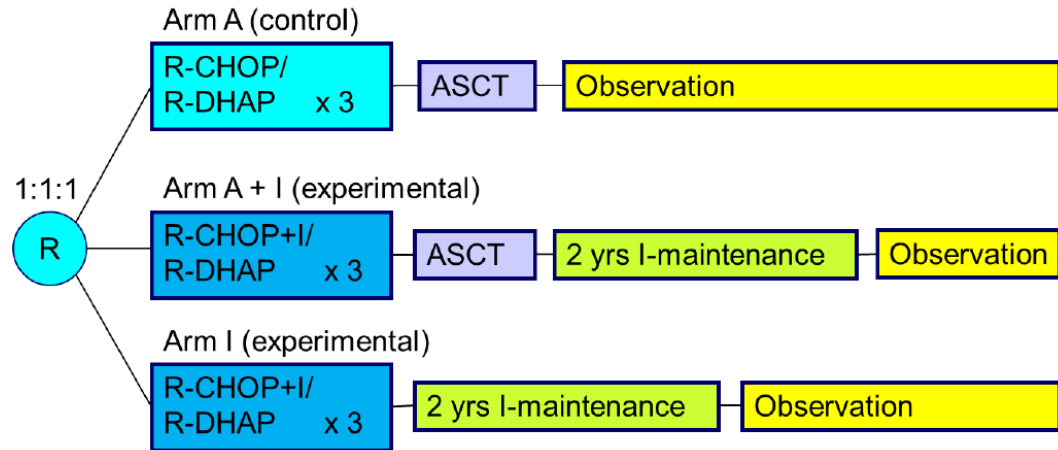 Arm A (control)
R-CHOP/
R-DHAP x 3
ASCT
Observation
1:1:1
R
Arm A + I (experimental)
R-CHOP+I/
R-DHAP x 3
ASCT
2 yrs I-maintenance
Observation
Arm I (experimental)
R-CHOP+I/
R-DHAP x 3
2 yrs I-maintenance
Observation